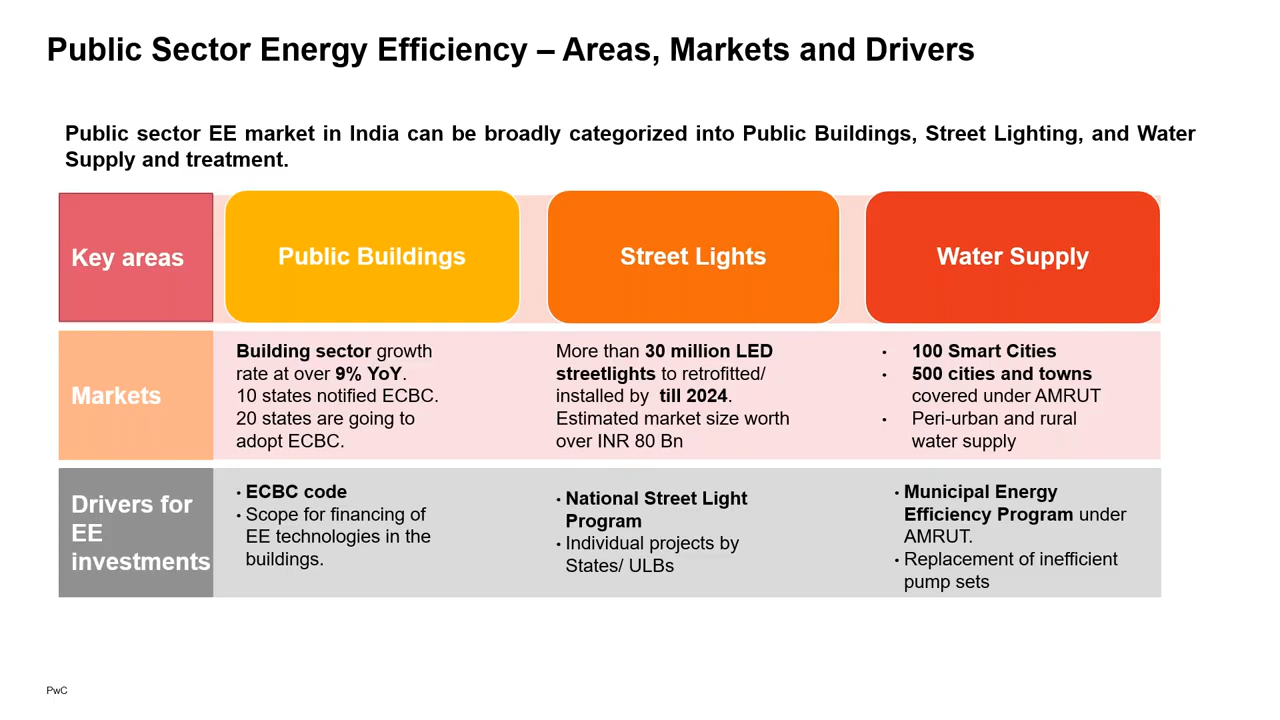 Public Sector Energy Efficiency – Areas, Markets and Drivers
Public sector EE market in India can be broadly categorized into Public Buildings, Street Lighting, and Water
Supply and treatment.
Key areas
Public Buildings
Street Lights
Water Supply
Markets
Building sector growth
rate at over 9% YoY.
10 states notified ECBC.
20 states are going to
adopt ECBC.
More than 30 million LED
streetlights to retrofitted/
installed by till 2024.
Estimated market size worth
over INR 80 Bn
• 100 Smart Cities
• 500 cities and towns
covered under AMRUT
• Peri-urban and rural
water supply
Drivers for
EE
investments
• ECBC code
• Scope for financing of
EE technologies in the
buildings.
• National Street Light
Program
• Individual projects by
States/ ULBs
• Municipal Energy
Efficiency Program under
AMRUT.
• Replacement of inefficient
pump sets
PwC